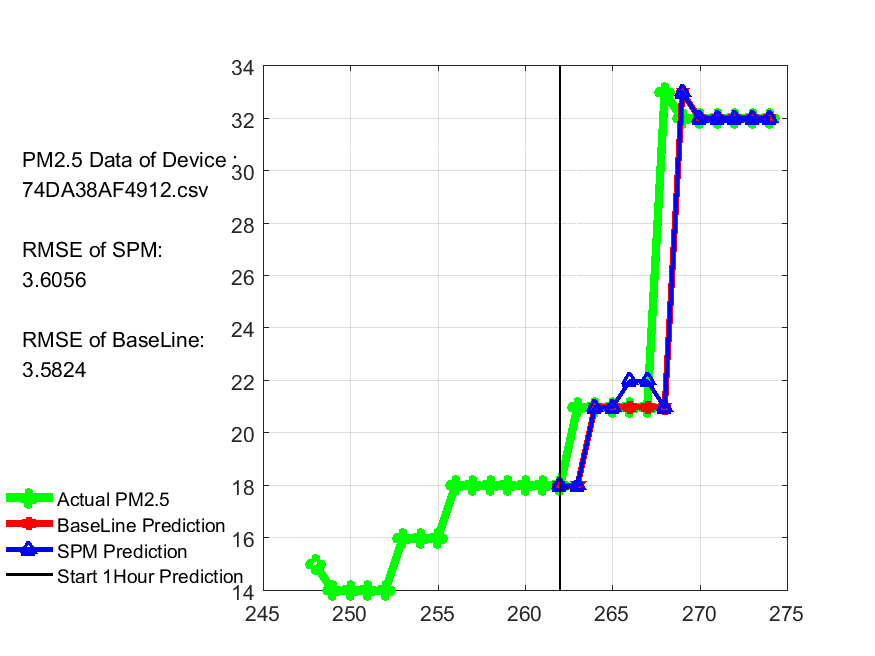 PM2.5 Data of Device :
74DA38AF4912.csv
RMSE of SPM:
3.6056
RMSE of BaseLine:
3.5824
Actual PM2.5
BaseLine Prediction
SPM Prediction
Start 1Hour Prediction
34
32
30
28
26
24
22
20
18
16
14
245 250 255 260 265 270 275